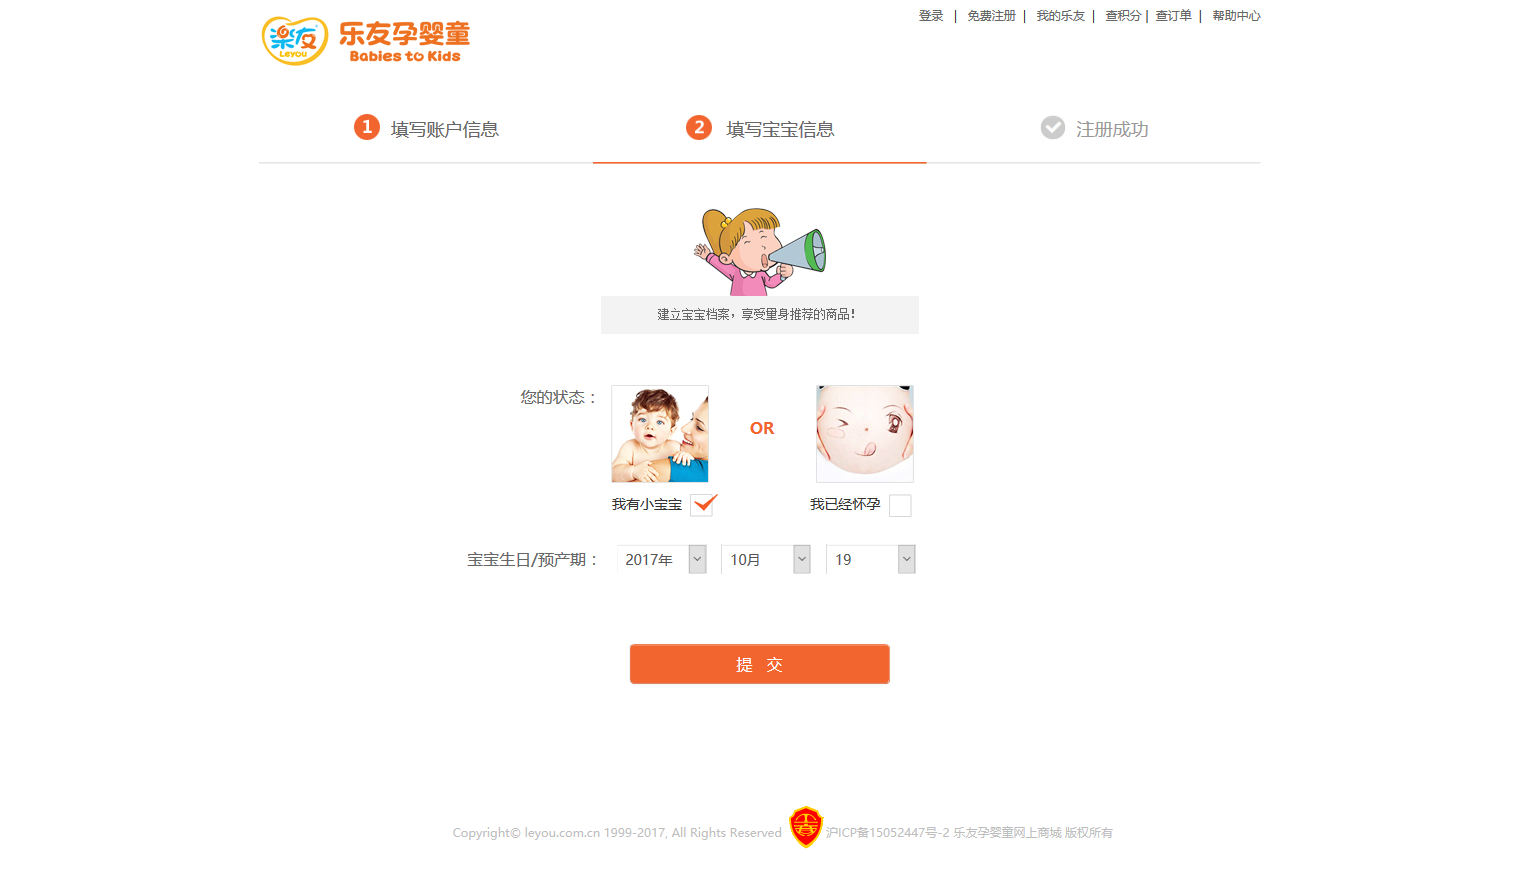 登录 | 免费注册 | 我的乐友 | 查积分 | 查订单 | 帮助中心
樂友 Leyou
乐友孕婴童
Babies to Kids
1 填写账户信息
2 填写宝宝信息
注册成功
建立宝宝档案，享受量身推荐的商品！
您的状态：
OR
我有小宝宝
我已经怀孕
宝宝生日/预产期： 2017年 10月 19
提 交
Copyright© leyou.com.cn 1999-2017, All Rights Reserved 沪ICP备15052447号-2 乐友孕婴童网上商城 版权所有